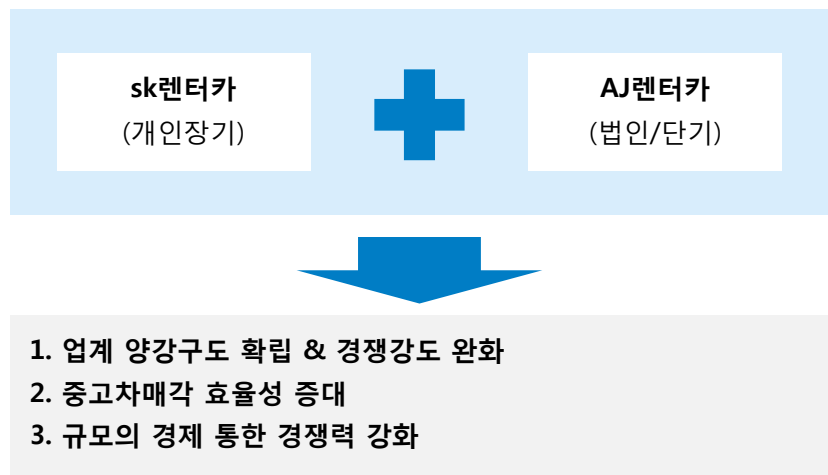 sk렌터카
(개인장기)
AJ렌터카
(법인/단기)
1. 업계 양강구도 확립 & 경쟁강도 완화
2. 중고차매각 효율성 증대
3. 규모의 경제 통한 경쟁력 강화